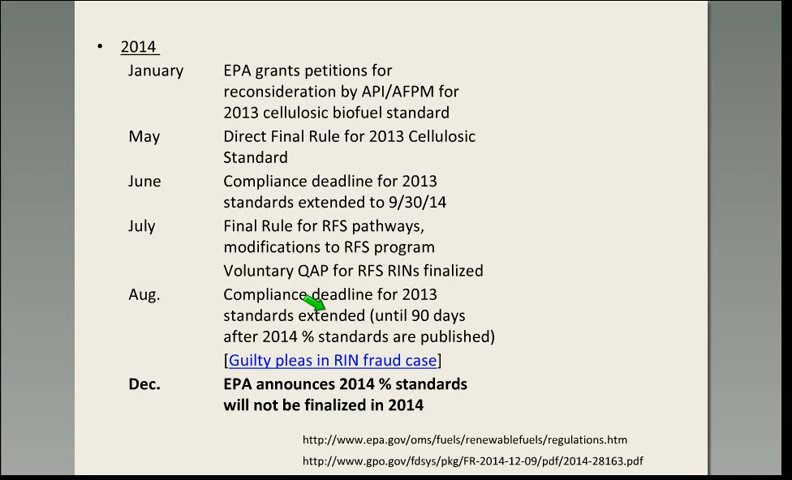 • 2014
January EPA grants petitions for
reconsideration by API/AFPM for
2013 cellulosic biofuel standard
May Direct Final Rule for 2013 Cellulosic
Standard
June Compliance deadline for 2013
standards extended to 9/30/14
July Final Rule for RFS pathways,
modifications to RFS program
Voluntary QAP for RFS RINs finalized
Aug. Compliance deadline for 2013
standards extended (until 90 days
after 2014 % standards are published)
[Guilty pleas in RIN fraud case]
Dec. EPA announces 2014 % standards
will not be finalized in 2014
http://www.epa.gov/oms/fuels/renewablefuels/regulations.htm
http://www.gpo.gov/fdsys/pkg/FR-2014-12-09/pdf/2014-28163.pdf